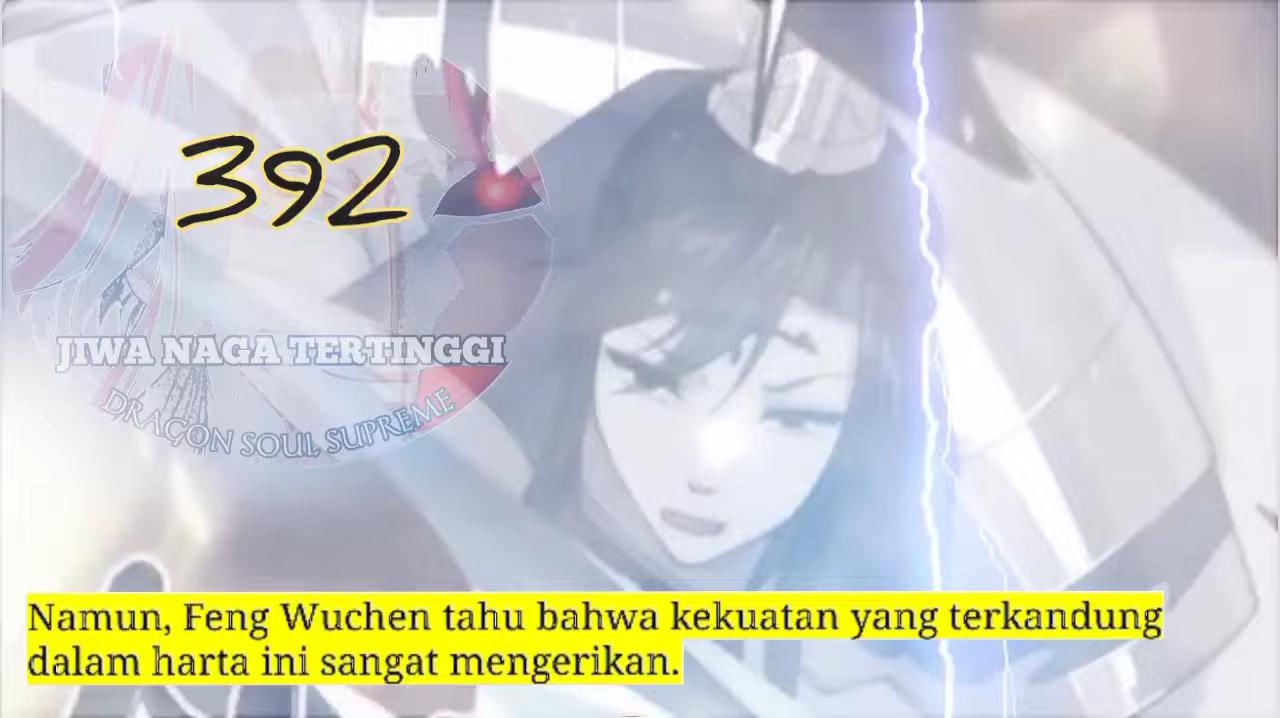 392
JIWA NAGA TERTINGGI
DRAGON SOUL SUPREME
Namun, Feng Wuchen tahu bahwa kekuatan yang terkandung
dalam harta ini sangat mengerikan.